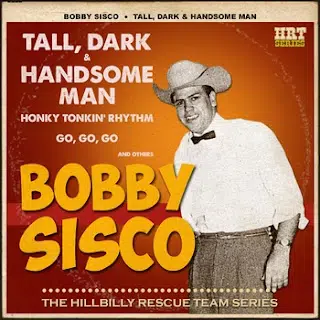 BOBBY SISCO • TALL, DARK & HANDSOME MAN
HRT
SERIES
TALL, DARK
&
HANDSOME
MAN
HONKY TONKIN' RHYTHM
GO, GO, GO
AND OTHERS
BOBBY
SISCO
THE HILLBILLY RESCUE TEAM SERIES